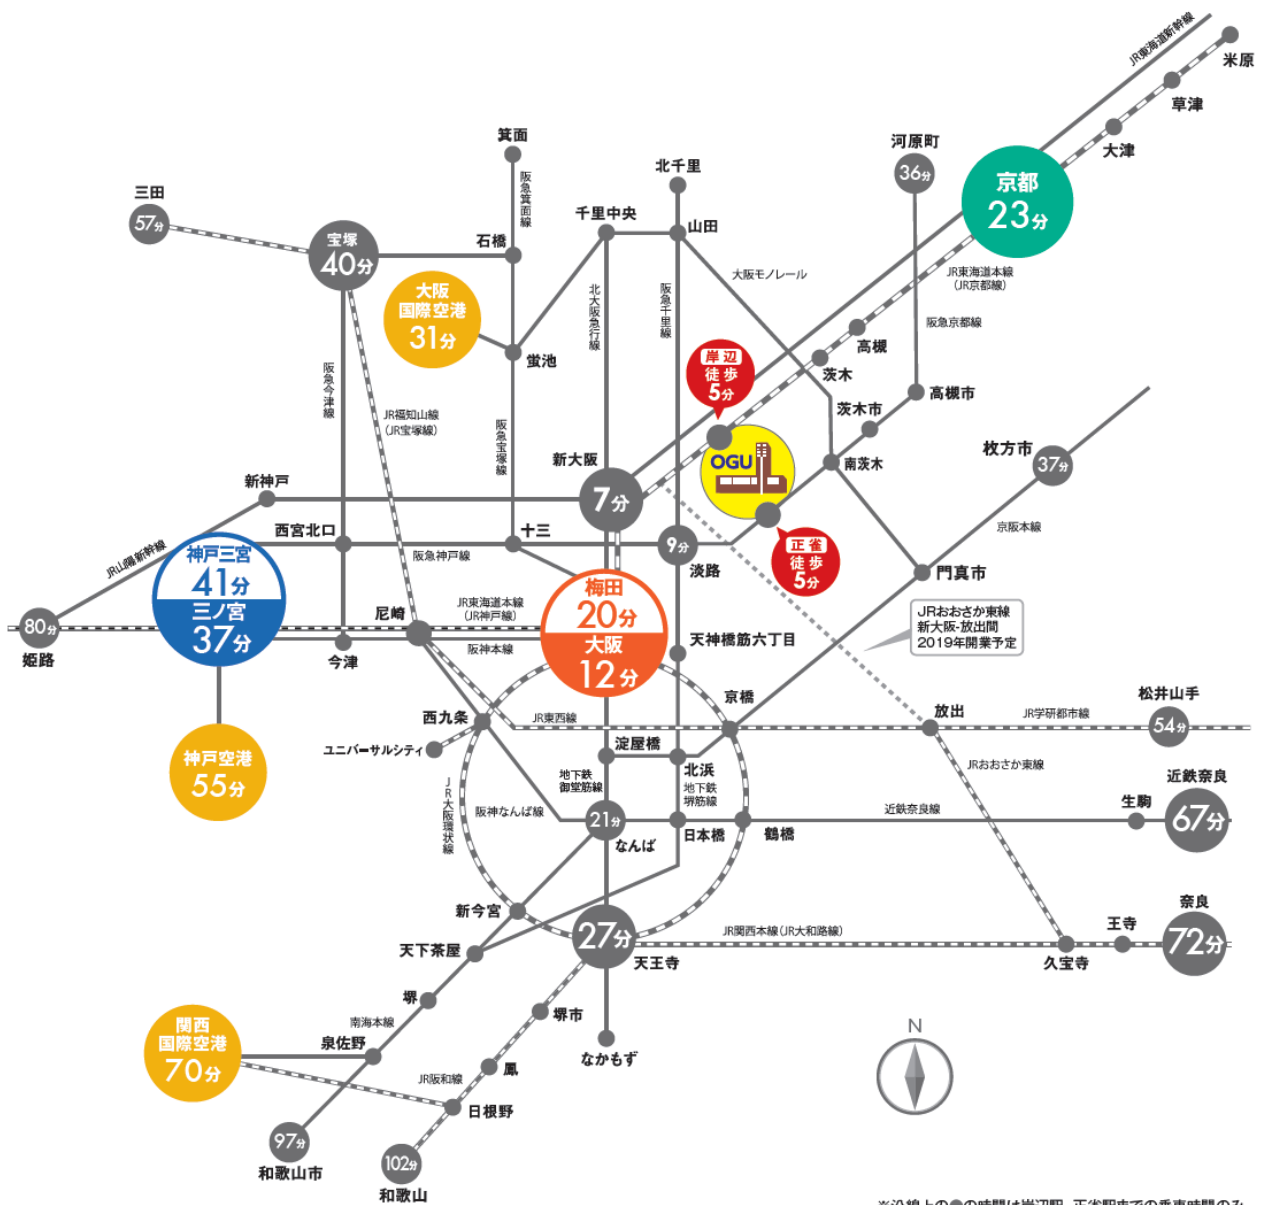 JR東海道新幹線
米原
草津
大津
河原町
36分
京都
23分
箕面
阪急箕面線
北千里
三田
57分
千里中央
山田
宝塚
40分
石橋
大阪モノレール
JR東海道本線
(JR京都線)
大阪
国際空港
31分
北大阪急行線
阪急千里線
阪急京都線
高槻
蛍池
岸辺
徒歩
5分
茨木
高槻市
阪急今津線
JR福知山線
(JR宝塚線)
阪急宝塚線
茨木市
新大阪
7分
OGU
南茨木
枚方市
37分
新神戸
京阪本線
西宮北口
十三
9分
淡路
正雀
徒歩
5分
JR山陽新幹線
神戸三宮
41分
三ノ宮
37分
阪急神戸線
門真市
梅田
20分
大阪
12分
80分
姫路
尼崎
JR東海道本線
(JR神戸線)
JRおおさか東線
新大阪-放出間
2019年開業予定
今津
阪神本線
天神橋筋六丁目
京橋
松井山手
54分
西九条
JR東西線
放出
JR学研都市線
ユニバーサルシティ
淀屋橋
北浜
JRおおさか東線
神戸空港
55分
地下鉄
御堂筋線
地下鉄
堺筋線
近鉄奈良
67分
JR大阪環状線
阪神なんば線
21分
なんば
日本橋
鶴橋
近鉄奈良線
生駒
新今宮
奈良
72分
天下茶屋
27分
天王寺
JR関西本線(JR大和路線)
王寺
久宝寺
堺
堺市
関西
国際空港
70分
南海本線
泉佐野
なかもず
N
JR阪和線
鳳
日根野
97分
和歌山市
102分
和歌山